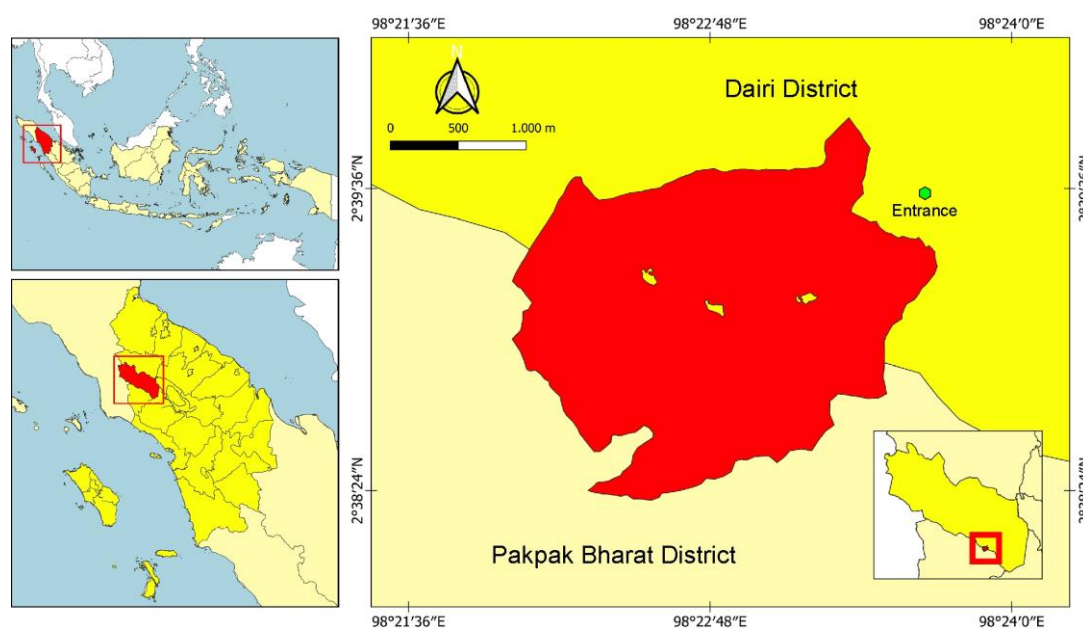 98°21′36″E 98°22′48″E 98°24′0″E
N
Dairi District
0 500 1.000 m
2°39′36″N
Entrance
2°38′24″N
Pakpak Bharat District
98°21′36″E 98°22′48″E 98°24′0″E